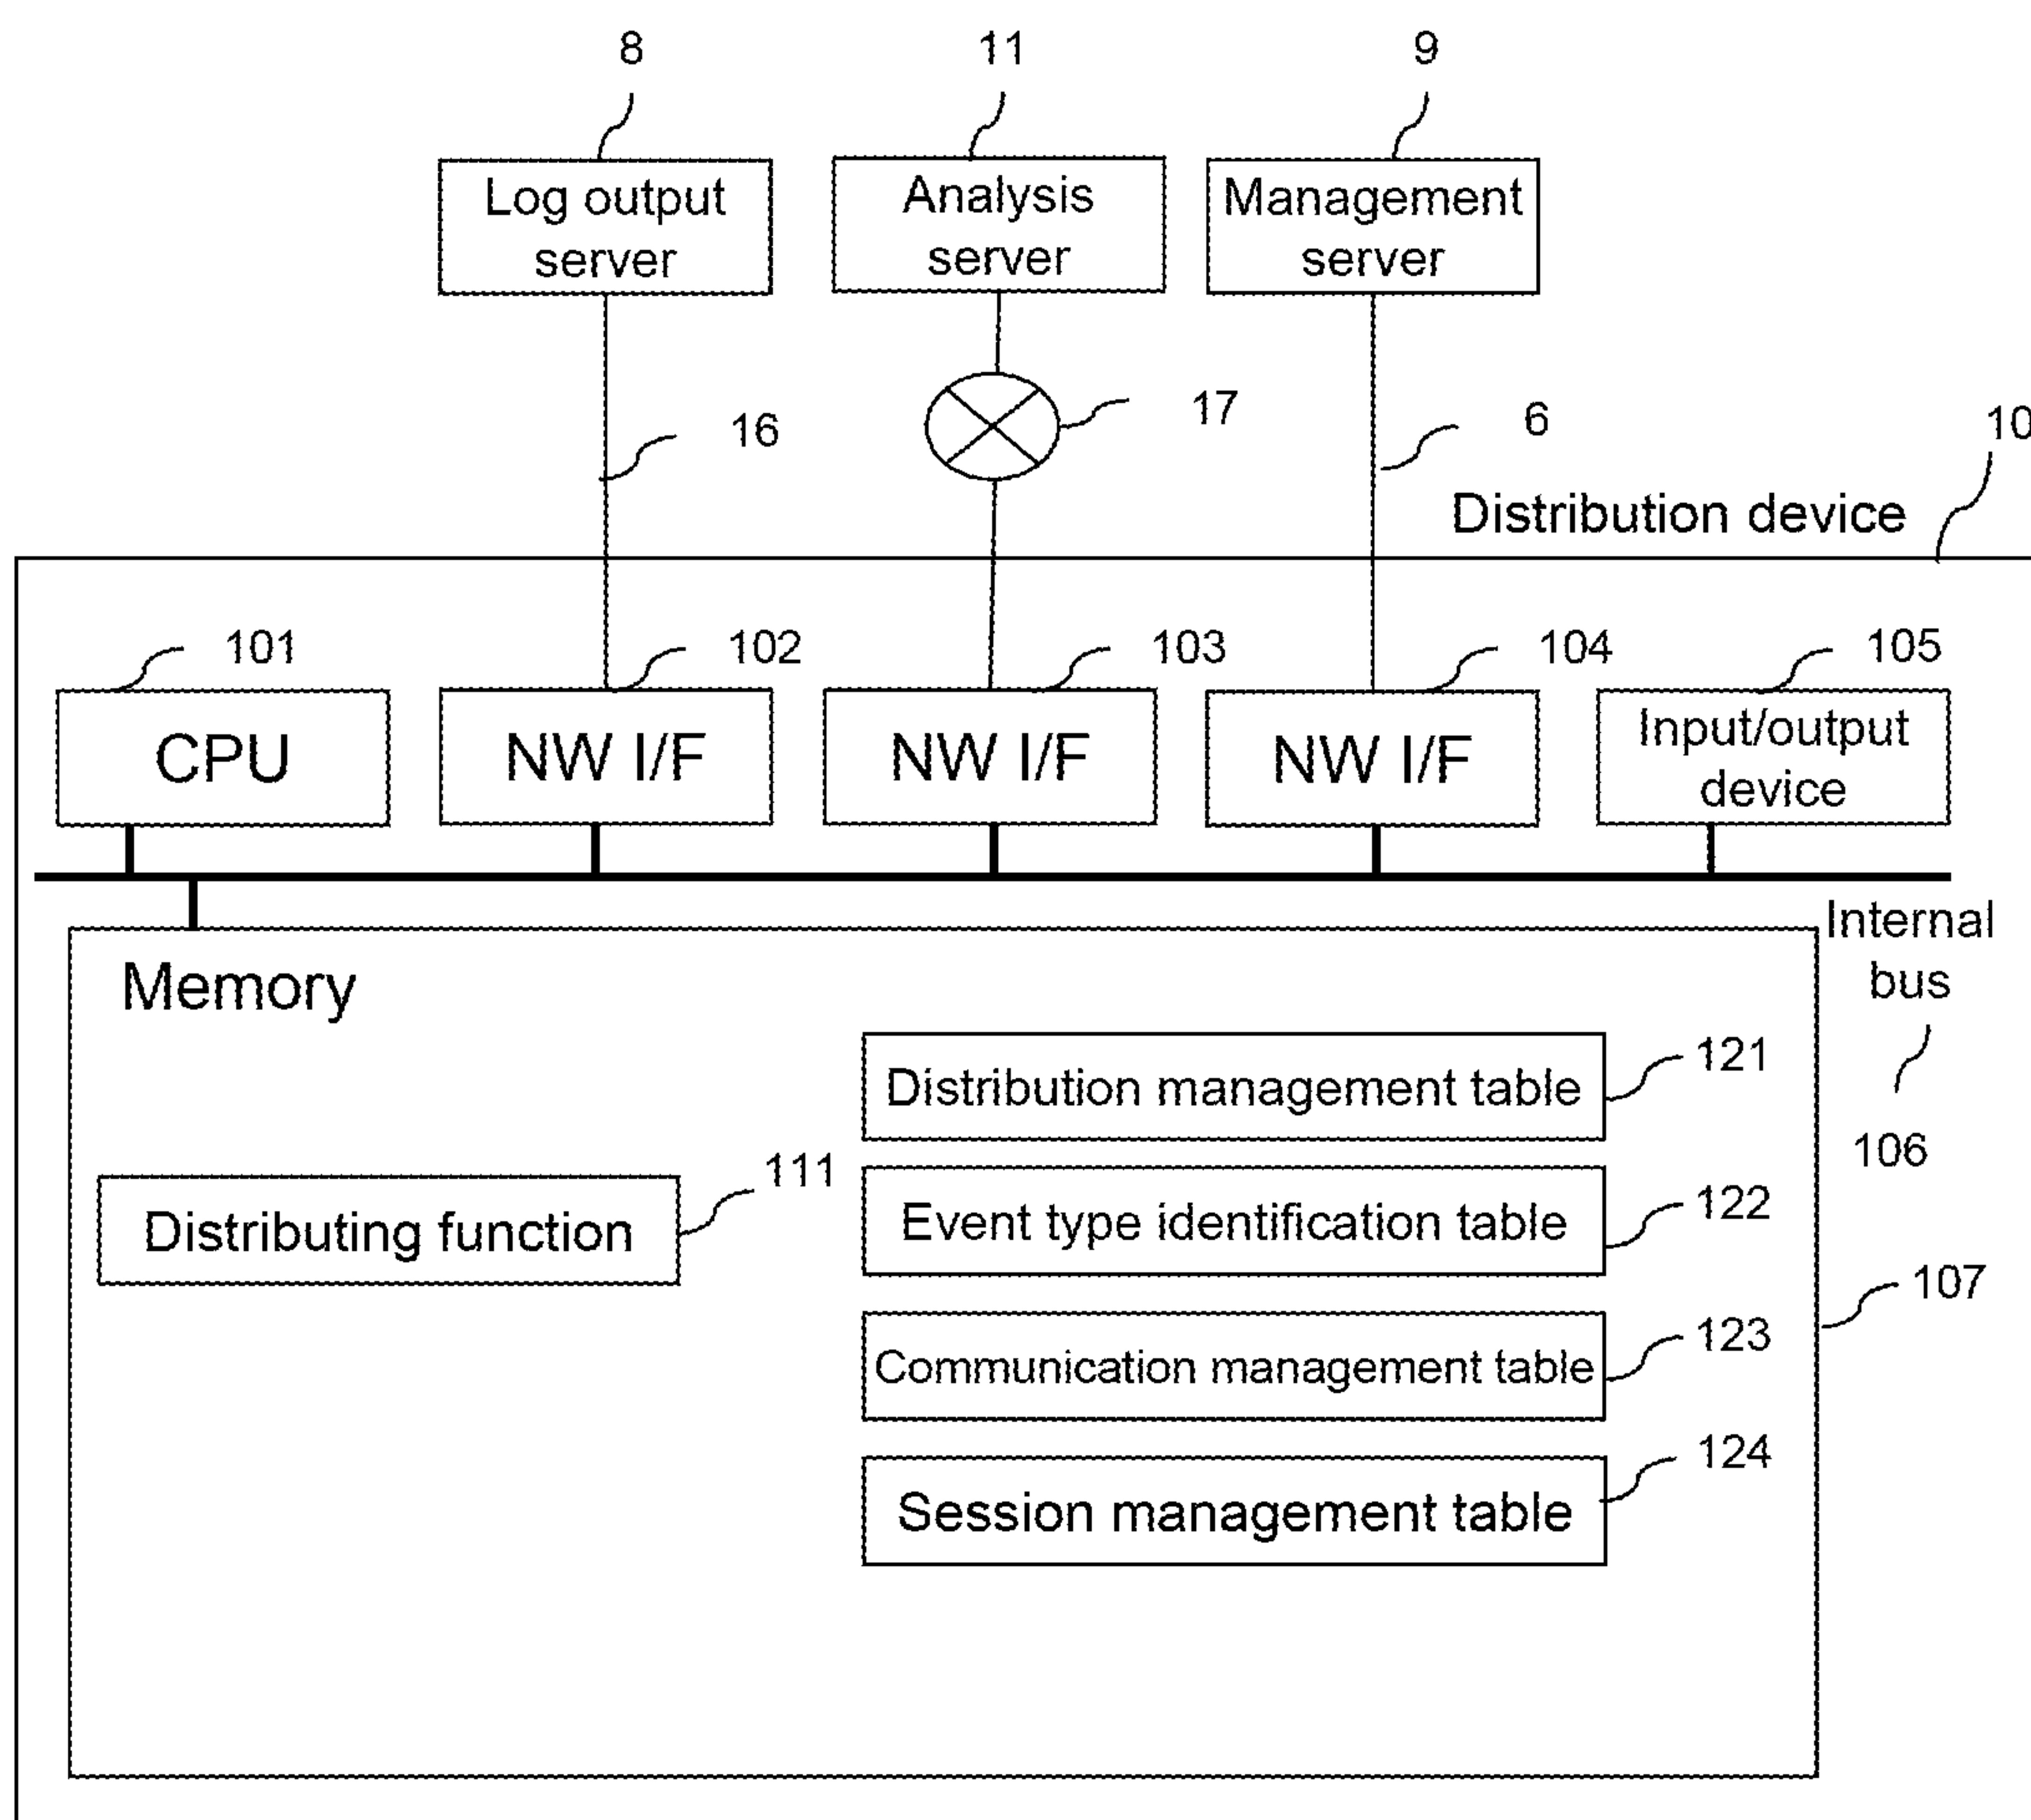 8
11
9
Log output
server
Analysis
server
Management
server
16
17
6
10
Distribution device
101
102
103
104
105
CPU
NW I/F
NW I/F
NW I/F
Input/output
device
Internal
bus
106
Memory
107
Distributing function
111
Distribution management table
121
Event type identification table
122
Communication management table
123
Session management table
124